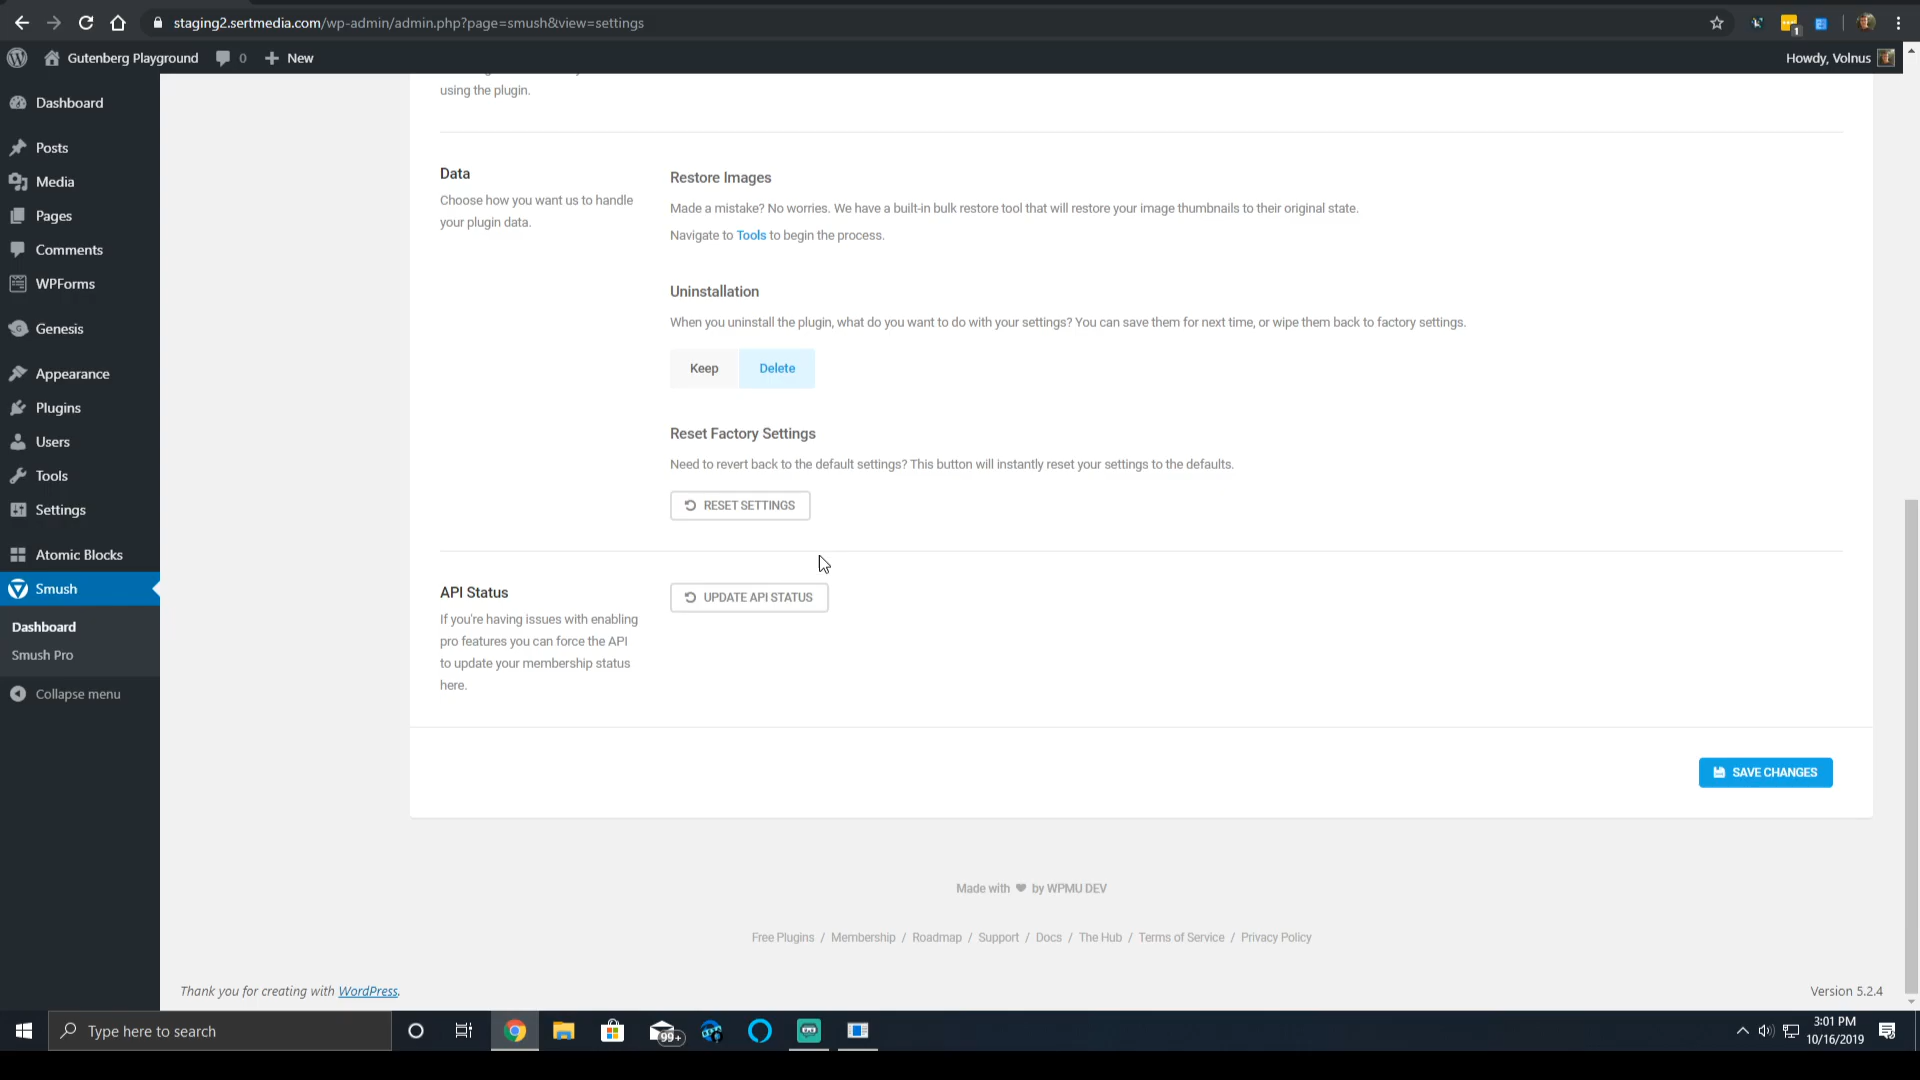 staging2.sertmedia.com/wp-admin/admin.php?page=smush&view=settings
1
Gutenberg Playground
0
New
Howdy, Volnus
Dashboard
Posts
Media
Pages
Comments
WPForms
Genesis
Appearance
Plugins
Users
Tools
Settings
Atomic Blocks
Smush
Dashboard
Smush Pro
Collapse menu
using the plugin.
Data
Choose how you want us to handle
your plugin data.
Restore Images
Made a mistake? No worries. We have a built-in bulk restore tool that will restore your image thumbnails to their original state.
Navigate to Tools to begin the process.
Uninstallation
When you uninstall the plugin, what do you want to do with your settings? You can save them for next time, or wipe them back to factory settings.
Keep
Delete
Reset Factory Settings
Need to revert back to the default settings? This button will instantly reset your settings to the defaults.
RESET SETTINGS
API Status
If you're having issues with enabling
pro features you can force the API
to update your membership status
here.
UPDATE API STATUS
SAVE CHANGES
Made with ♥ by WPMU DEV
Free Plugins / Membership / Roadmap / Support / Docs / The Hub / Terms of Service / Privacy Policy
Thank you for creating with WordPress.
Version 5.2.4
Type here to search
99+
3:01 PM
10/16/2019